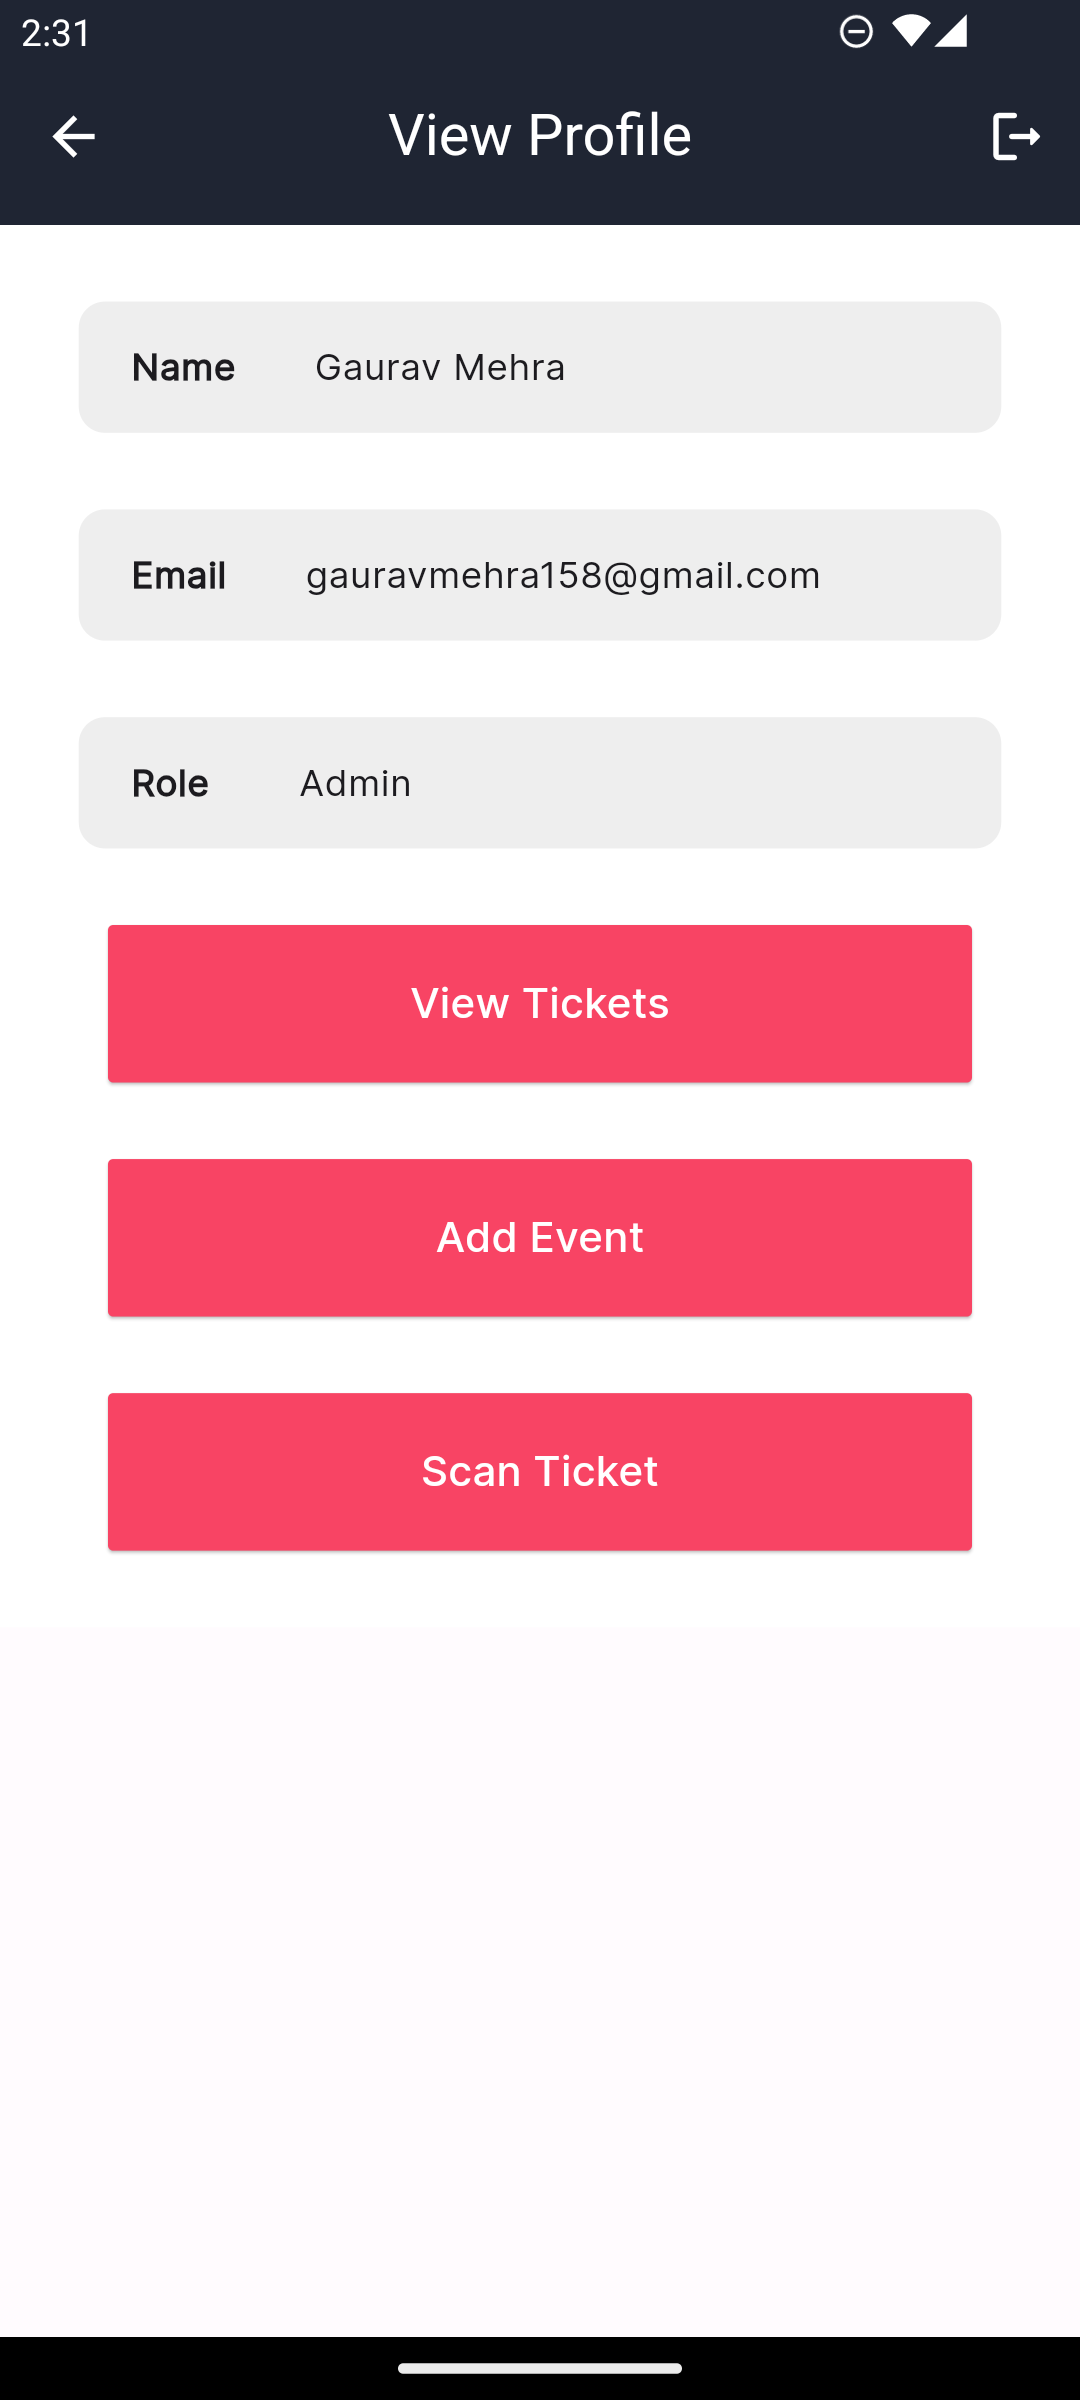 2:31
View Profile
Name Gaurav Mehra
Email gauravmehra158@gmail.com
Role Admin
View Tickets
Add Event
Scan Ticket